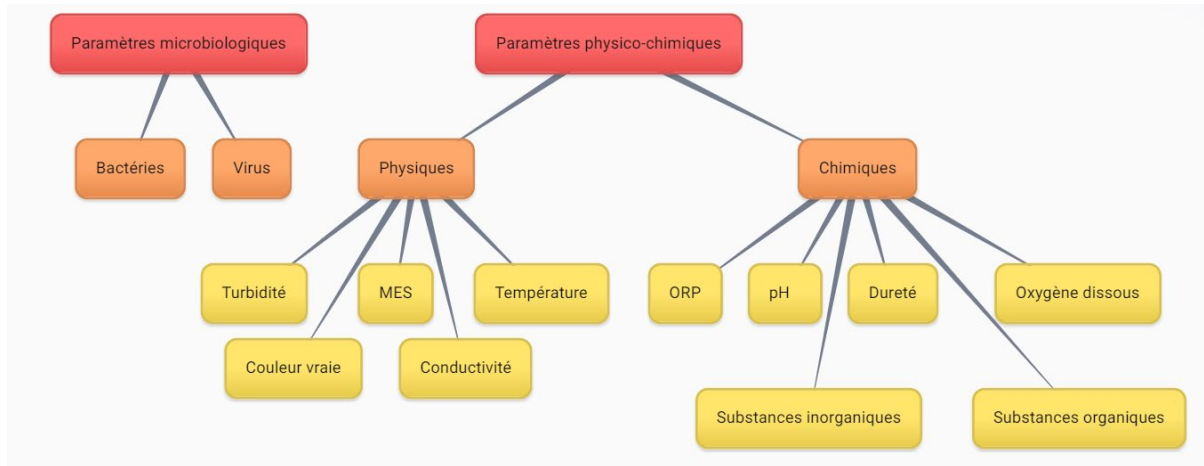 Paramètres microbiologiques
Paramètres physico-chimiques
Bactéries
Virus
Physiques
Chimiques
Turbidité
MES
Température
ORP
pH
Dureté
Oxygène dissous
Couleur vraie
Conductivité
Substances inorganiques
Substances organiques